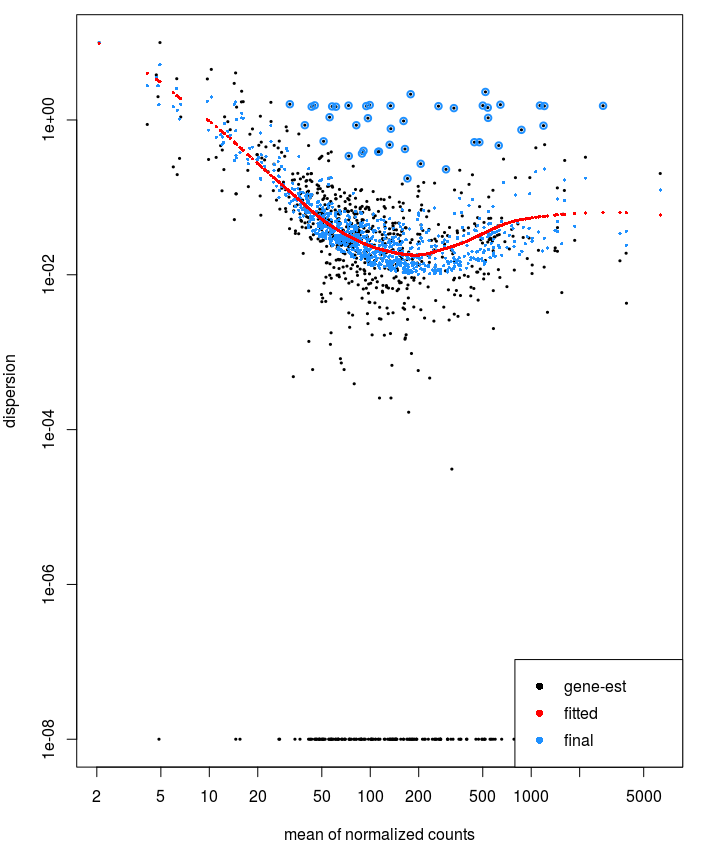 1e+00
1e-02
1e-04
1e-06
1e-08
dispersion
gene-est
fitted
final
2 5 10 20 50 100 200 500 1000 5000
mean of normalized counts